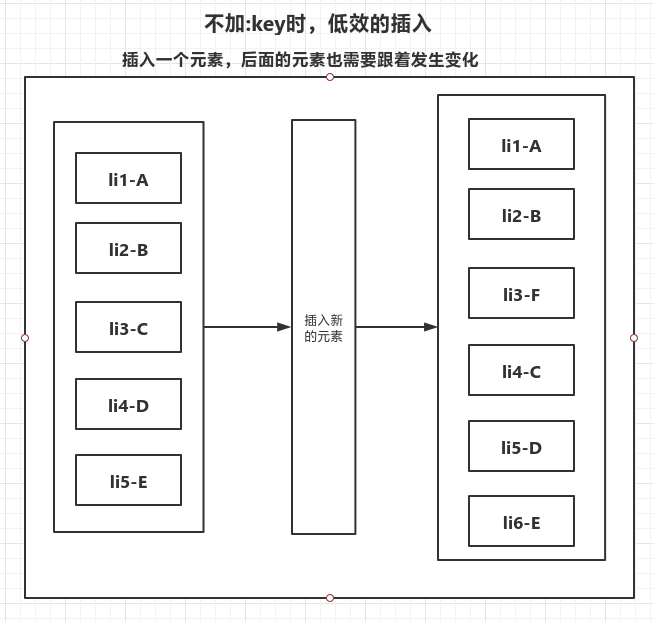 不加:key时，低效的插入
插入一个元素，后面的元素也需要跟着发生变化
li1-A
li2-B
li3-C
li4-D
li5-E
插入新
的元素
li1-A
li2-B
li3-F
li4-C
li5-D
li6-E